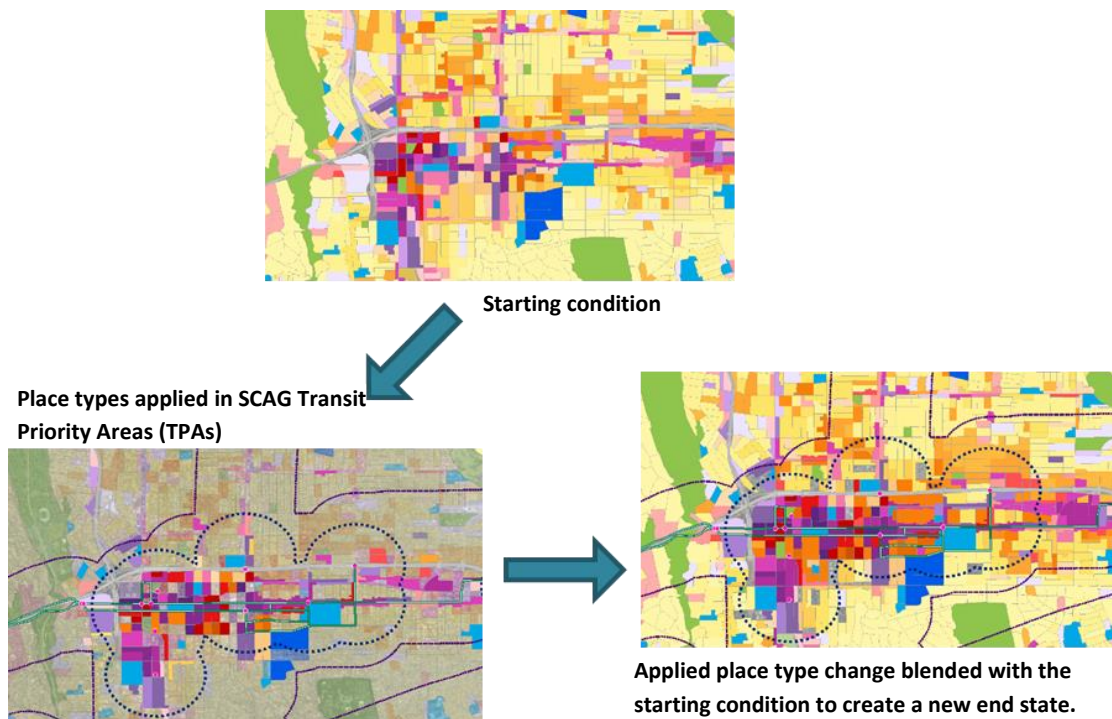 Starting condition
Place types applied in SCAG Transit
Priority Areas (TPAs)
Applied place type change blended with the
starting condition to create a new end state.